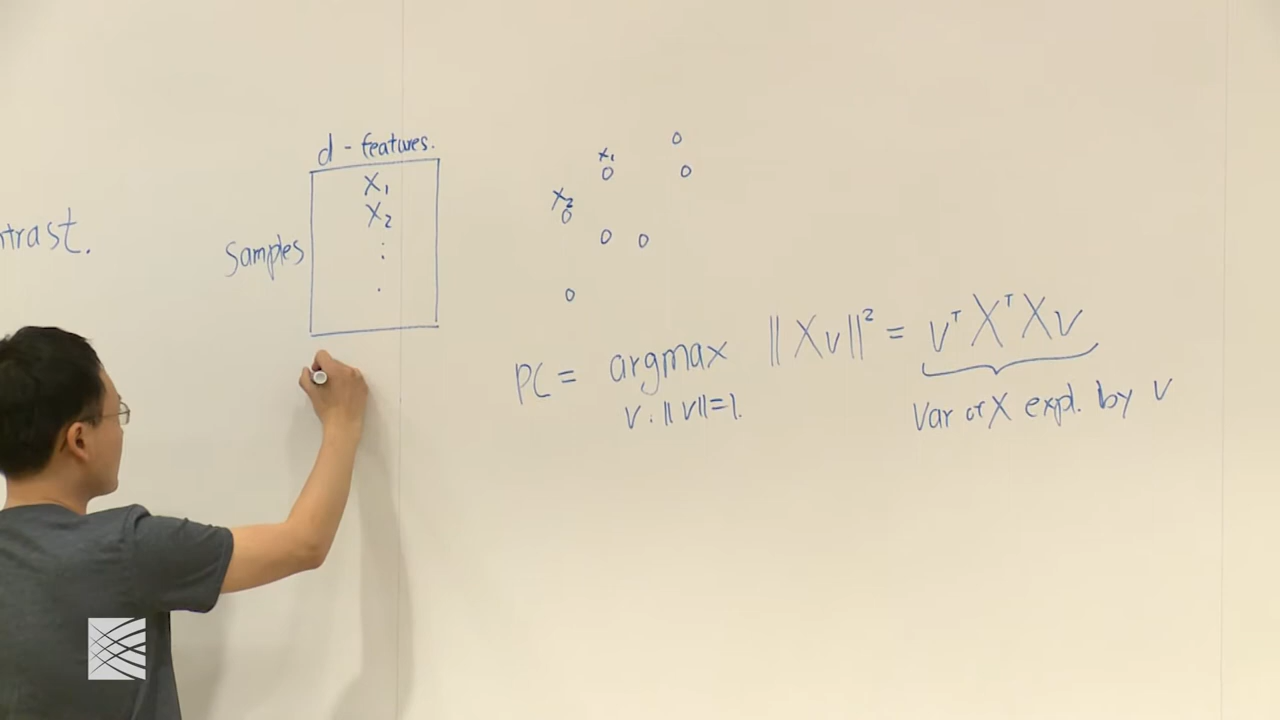 ntrast.
d - features.
Samples
X₁
X₂
⋮
x₁
X₂
PC = argmax ‖Xv‖² = vᵀXᵀXv
v : ‖v‖=1.
Var of X expl. by v